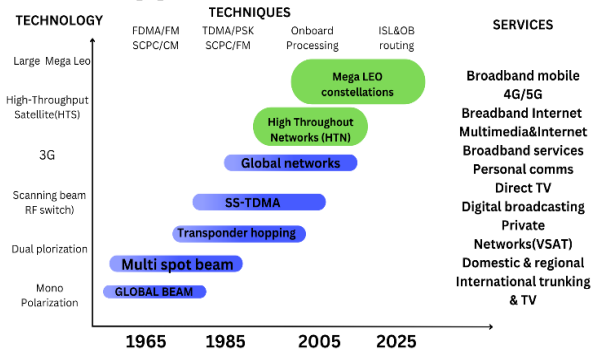 TECHNIQUES
TECHNOLOGY
SERVICES
FDMA/FM
SCPC/CM
TDMA/PSK
SCPC/FM
Onboard
Processing
ISL&OB
routing
Large Mega Leo
High-Throughput
Satellite(HTS)
3G
Scanning beam
RF switch)
Dual plorization
Mono
Polarization
Mega LEO
constellations
High Throughout
Networks (HTN)
Global networks
SS-TDMA
Transponder hopping
Multi spot beam
GLOBAL BEAM
Broadband mobile
4G/5G
Breadband Internet
Multimedia&Internet
Broadband services
Personal comms
Direct TV
Digital broadcasting
Private
Networks(VSAT)
Domestic & regional
International trunking
& TV
1965
1985
2005
2025